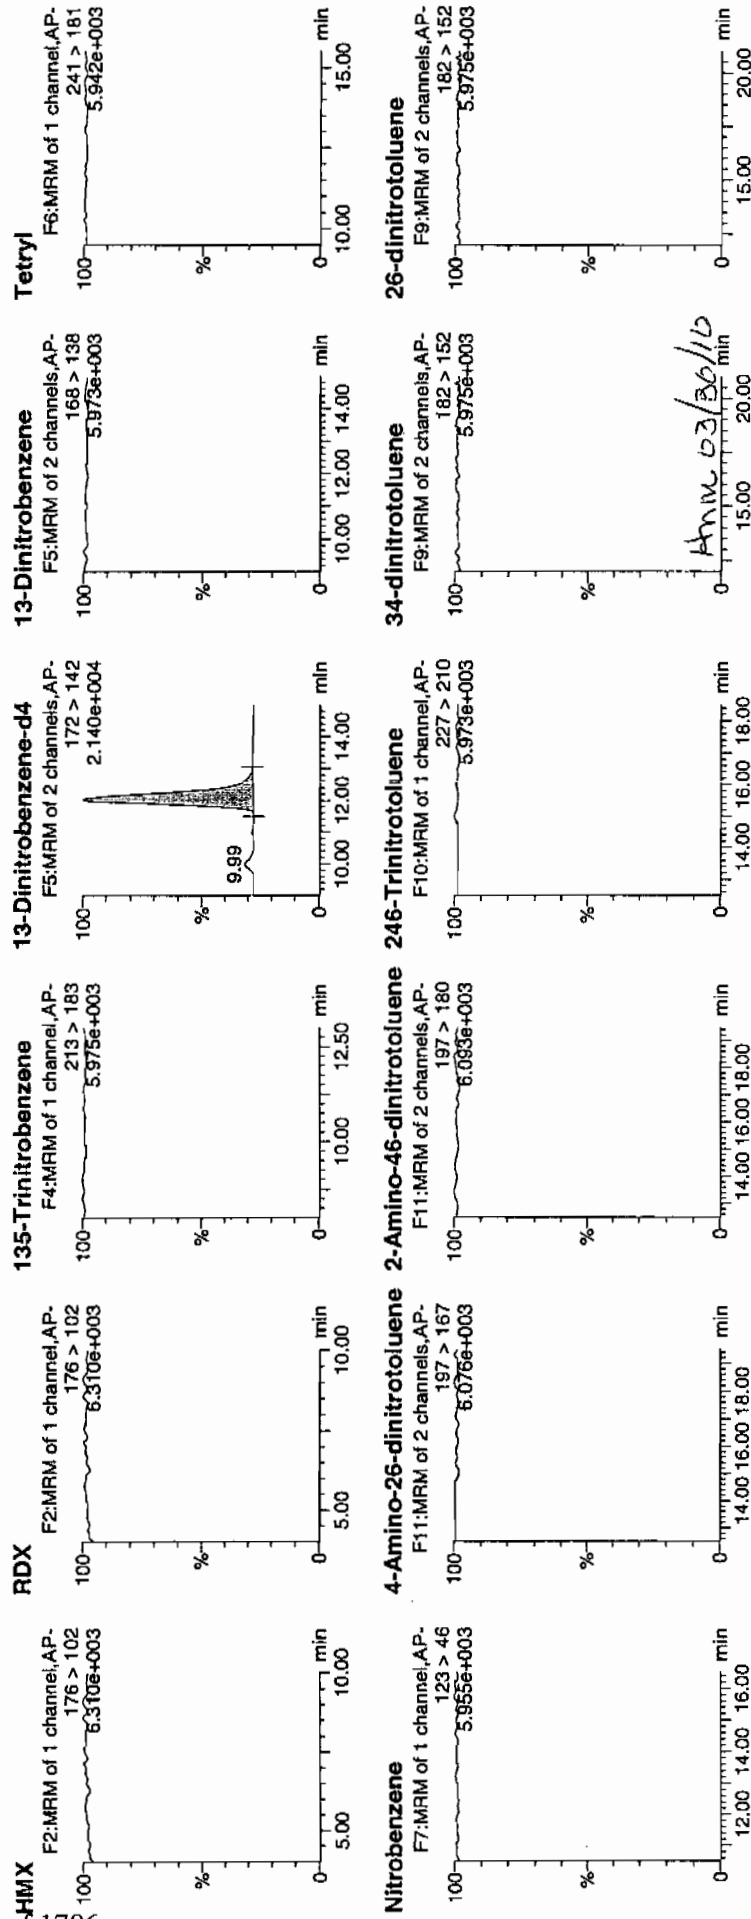 HMX
F2:MRM of 1 channel,AP-
176 > 102
6.310e+003
100
%
0
5.00 10.00 min
RDX
F2:MRM of 1 channel,AP-
176 > 102
6.310e+003
100
%
0
5.00 10.00 min
135-Trinitrobenzene
F4:MRM of 1 channel,AP-
213 > 183
5.975e+003
100
%
0
10.00 12.50 min
13-Dinitrobenzene-d4
F5:MRM of 2 channels,AP-
172 > 142
2.140e+004
100
%
9.99
0
10.00 12.00 14.00 min
13-Dinitrobenzene
F5:MRM of 2 channels,AP-
168 > 138
5.973e+003
100
%
0
10.00 12.00 14.00 min
Tetryl
F6:MRM of 1 channel,AP-
241 > 181
5.942e+003
100
%
0
10.00 15.00 min
Nitrobenzene
F7:MRM of 1 channel,AP-
123 > 46
5.955e+003
100
%
0
12.00 14.00 16.00 min
4-Amino-26-dinitrotoluene
F11:MRM of 2 channels,AP-
197 > 167
6.076e+003
100
%
0
14.00 16.00 18.00 min
2-Amino-46-dinitrotoluene
F11:MRM of 2 channels,AP-
197 > 180
6.093e+003
100
%
0
14.00 16.00 18.00 min
246-Trinitrotoluene
F10:MRM of 1 channel,AP-
227 > 210
5.973e+003
100
%
0
14.00 16.00 18.00 min
34-dinitrotoluene
F9:MRM of 2 channels,AP-
182 > 152
5.975e+003
100
%
03/30/10
0
15.00 20.00 min
26-dinitrotoluene
F9:MRM of 2 channels,AP-
182 > 152
5.975e+003
100
%
0
15.00 20.00 min